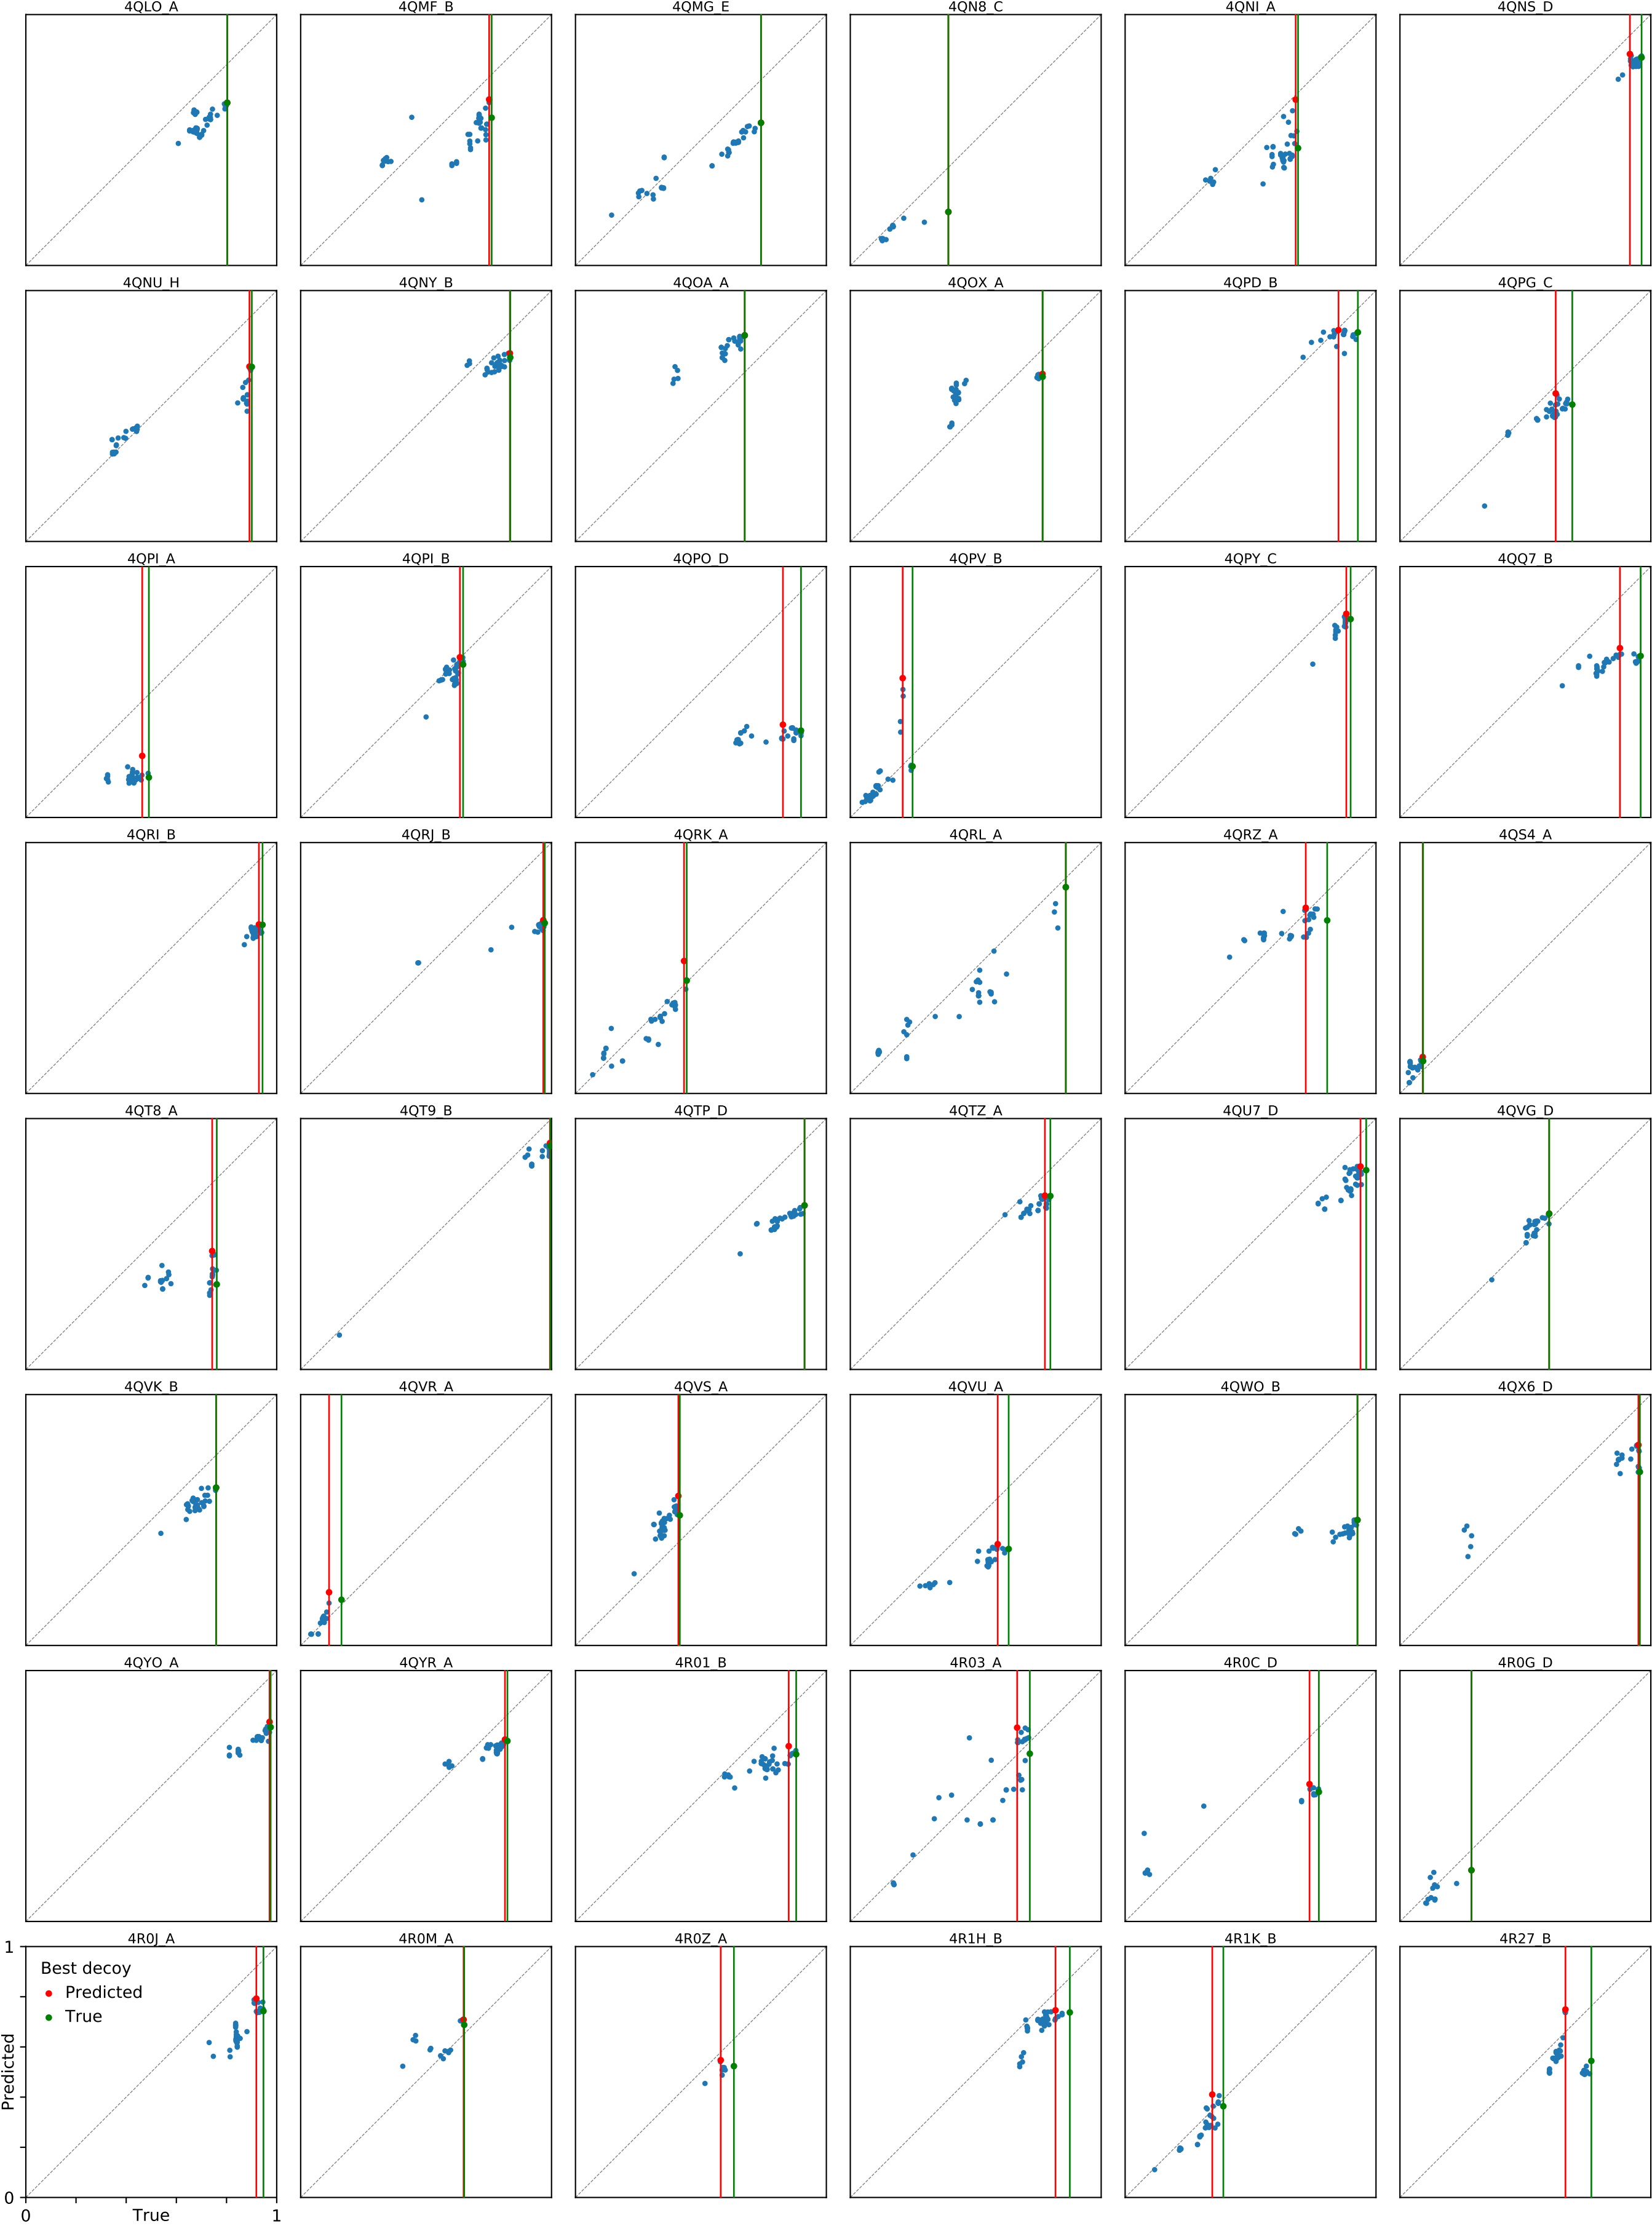 4QLO_A 4QMF_B 4QMG_E 4QN8_C 4QNI_A 4QNS_D
4QNU_H 4QNY_B 4QOA_A 4QOX_A 4QPD_B 4QPG_C
4QPI_A 4QPI_B 4QPO_D 4QPV_B 4QPY_C 4QQ7_B
4QRI_B 4QRJ_B 4QRK_A 4QRL_A 4QRZ_A 4QS4_A
4QT8_A 4QT9_B 4QTP_D 4QTZ_A 4QU7_D 4QVG_D
4QVK_B 4QVR_A 4QVS_A 4QVU_A 4QWO_B 4QX6_D
4QYO_A 4QYR_A 4R01_B 4R03_A 4R0C_D 4R0G_D
4R0J_A 4R0M_A 4R0Z_A 4R1H_B 4R1K_B 4R27_B
1
Best decoy
Predicted
True
Predicted
0
0 True 1